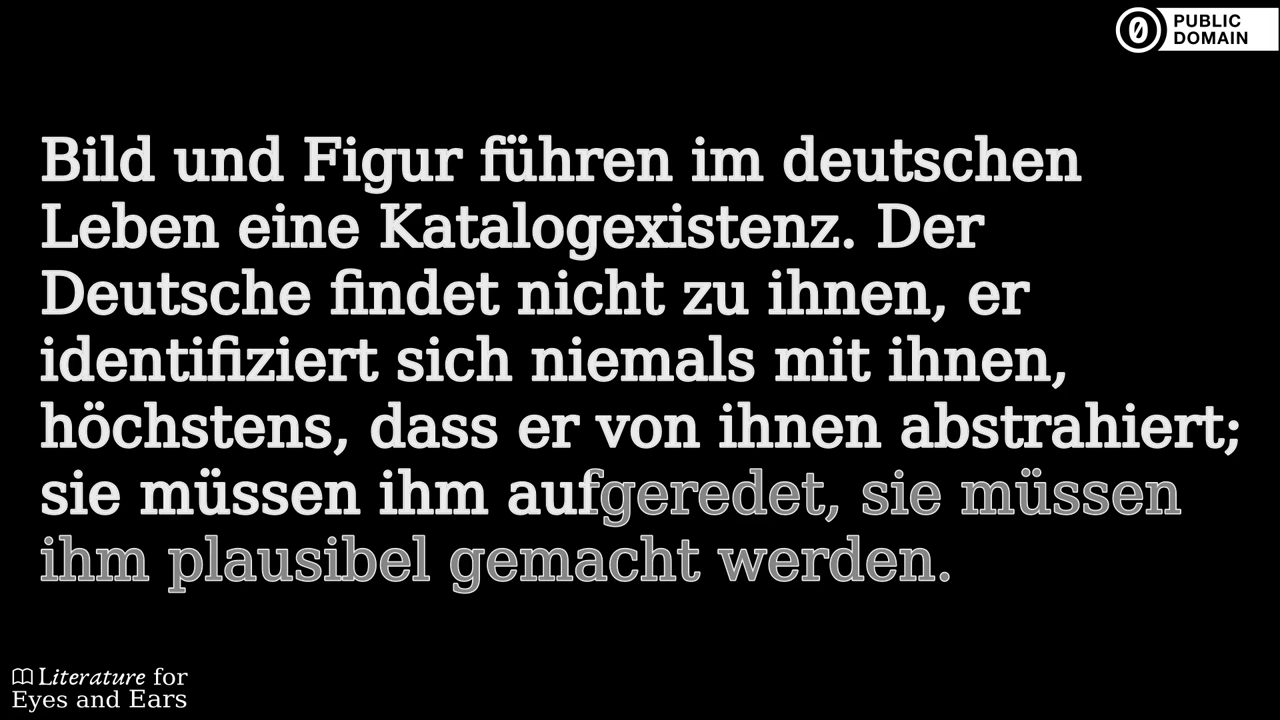 PUBLIC
DOMAIN
Bild und Figur führen im deutschen
Leben eine Katalogexistenz. Der
Deutsche findet nicht zu ihnen, er
identifiziert sich niemals mit ihnen,
höchstens, dass er von ihnen abstrahiert;
sie müssen ihm aufgeredet, sie müssen
ihm plausibel gemacht werden.
Literature for
Eyes and Ears